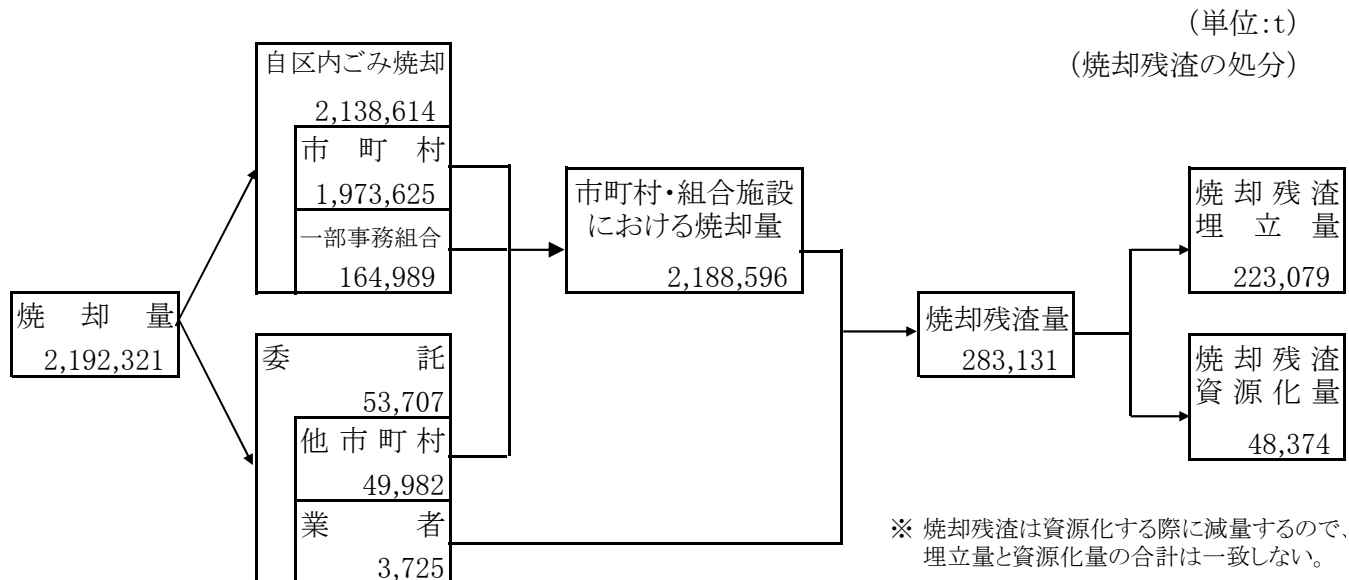 (単位:t)
(焼却残渣の処分)
自区内ごみ焼却
2,138,614
市町村
1,973,625
一部事務組合
164,989
焼却量
2,192,321
委託
53,707
他市町村
49,982
業者
3,725
市町村・組合施設
における焼却量
2,188,596
焼却残渣量
283,131
焼却残渣
埋立量
223,079
焼却残渣
資源化量
48,374
※ 焼却残渣は資源化する際に減量するので、
埋立量と資源化量の合計は一致しない。